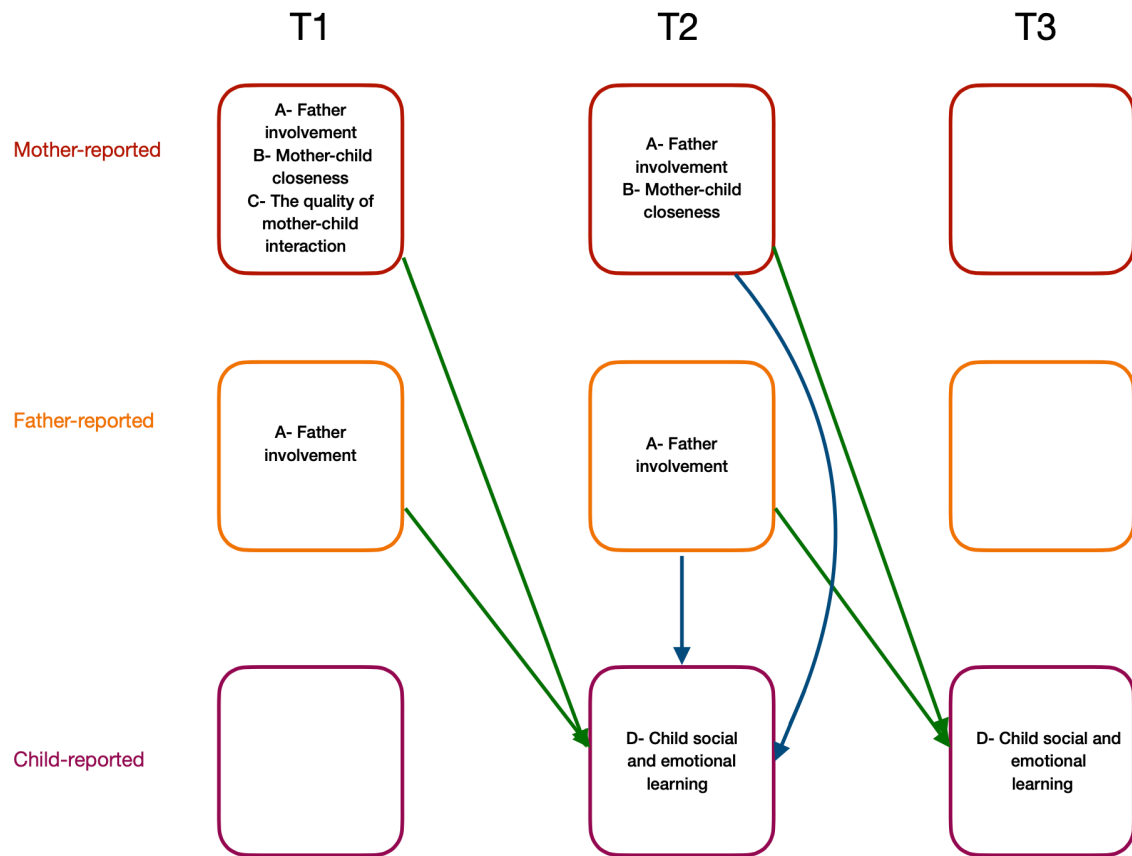 T1
T2
T3
Mother-reported
A- Father
involvement
B- Mother-child
closeness
C- The quality of
mother-child
interaction
A- Father
involvement
B- Mother-child
closeness
Father-reported
A- Father
involvement
A- Father
involvement
Child-reported
D- Child social
and emotional
learning
D- Child social and
emotional
learning